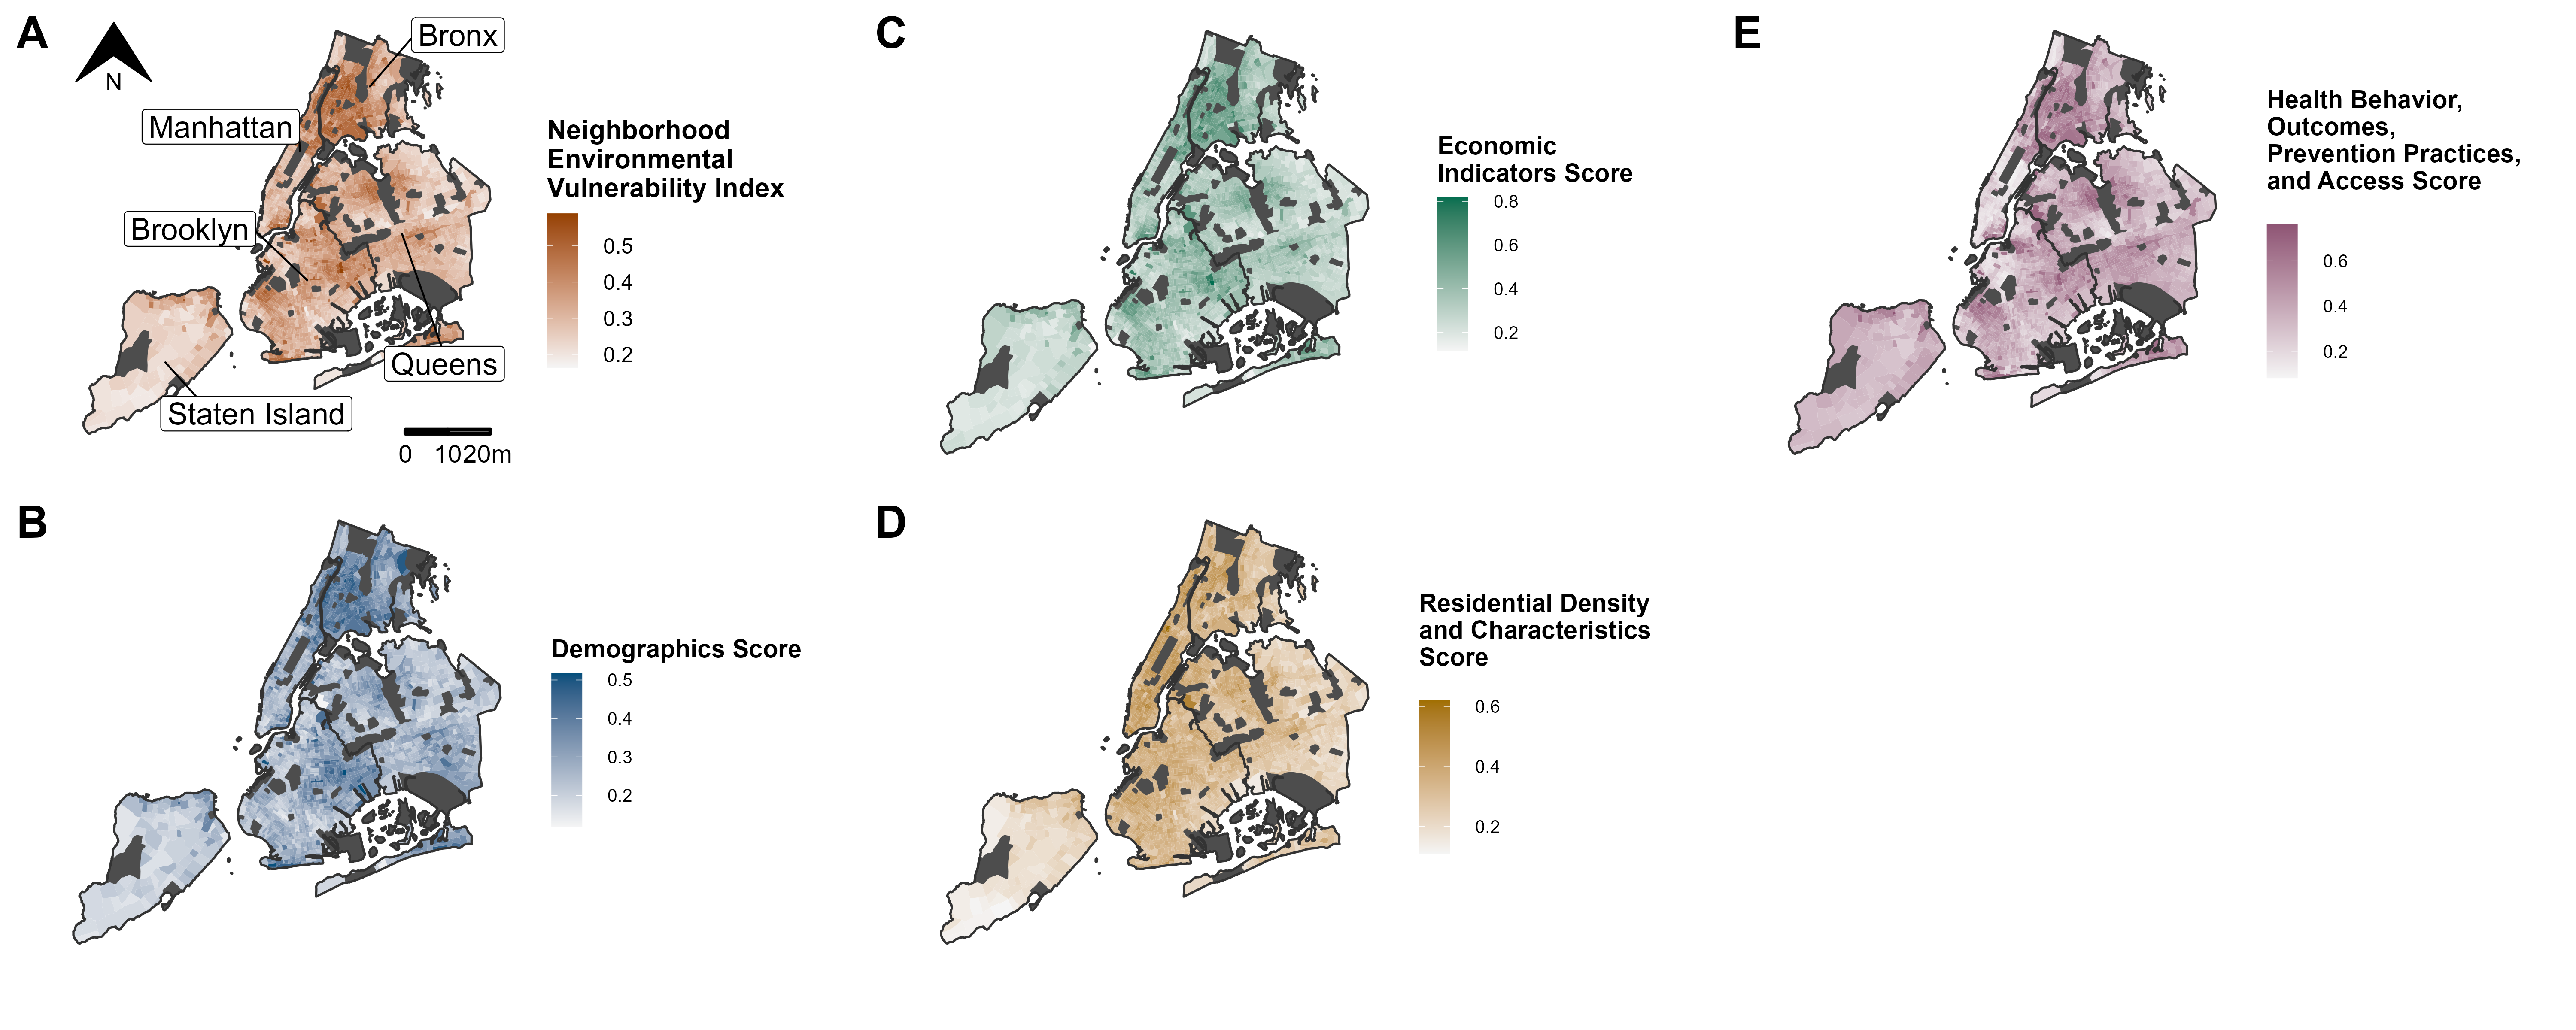 A
N
Bronx
Manhattan
Brooklyn
Queens
Staten Island
0 1020m
Neighborhood
Environmental
Vulnerability Index
0.5
0.4
0.3
0.2
B
Demographics Score
0.5
0.4
0.3
0.2
C
Economic
Indicators Score
0.8
0.6
0.4
0.2
D
Residential Density
and Characteristics
Score
0.6
0.4
0.2
E
Health Behavior,
Outcomes,
Prevention Practices,
and Access Score
0.6
0.4
0.2